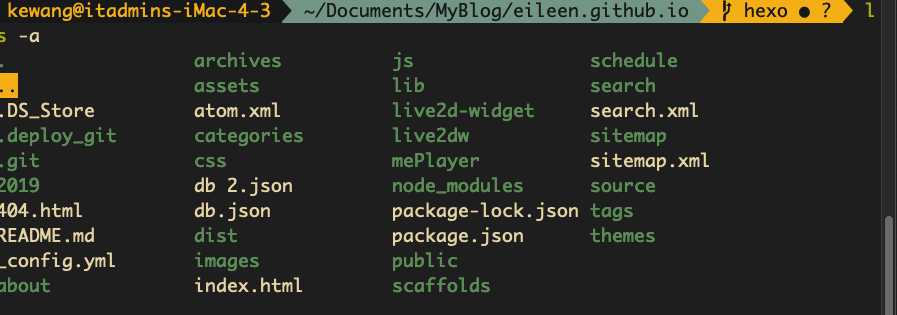 kewang@itadmins-iMac-4-3 ~/Documents/MyBlog/eileen.github.io hexo ● ? l
s -a
. archives js schedule
.. assets lib search
.DS_Store atom.xml live2d-widget search.xml
.deploy_git categories live2dw sitemap
.git css mePlayer sitemap.xml
2019 db 2.json node_modules source
404.html db.json package-lock.json tags
README.md dist package.json themes
_config.yml images public
about index.html scaffolds